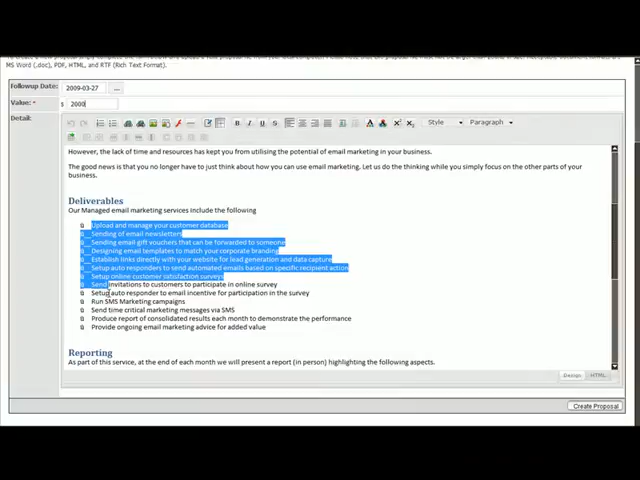 MS Word (.doc), PDF, HTML, and RTF (Rich Text Format).
Followup Date: 2009-03-27 ...
Value: * $ 2000
Detail:
B I U S Style Paragraph
However, the lack of time and resources has kept you from utilising the potential of email marketing in your business.
The good news is that you no longer have to just think about how you can use email marketing. Let us do the thinking while you simply focus on the other parts of your
business.
Deliverables
Our Managed email marketing services include the following
Upload and manage your customer database
Sending of email newsletters
Sending email gift vouchers that can be forwarded to someone
Designing email templates to match your corporate branding
Establish links directly with your website for lead generation and data capture
Setup auto responders to send automated emails based on specific recipient action
Setup online customer satisfaction surveys
Send invitations to customers to participate in online survey
Setup auto responder to email incentive for participation in the survey
Run SMS Marketing campaigns
Send time critical marketing messages via SMS
Produce report of consolidated results each month to demonstrate the performance
Provide ongoing email marketing advice for added value
Reporting
As part of this service, at the end of each month we will present a report (in person) highlighting the following aspects.
Design HTML
Create Proposal